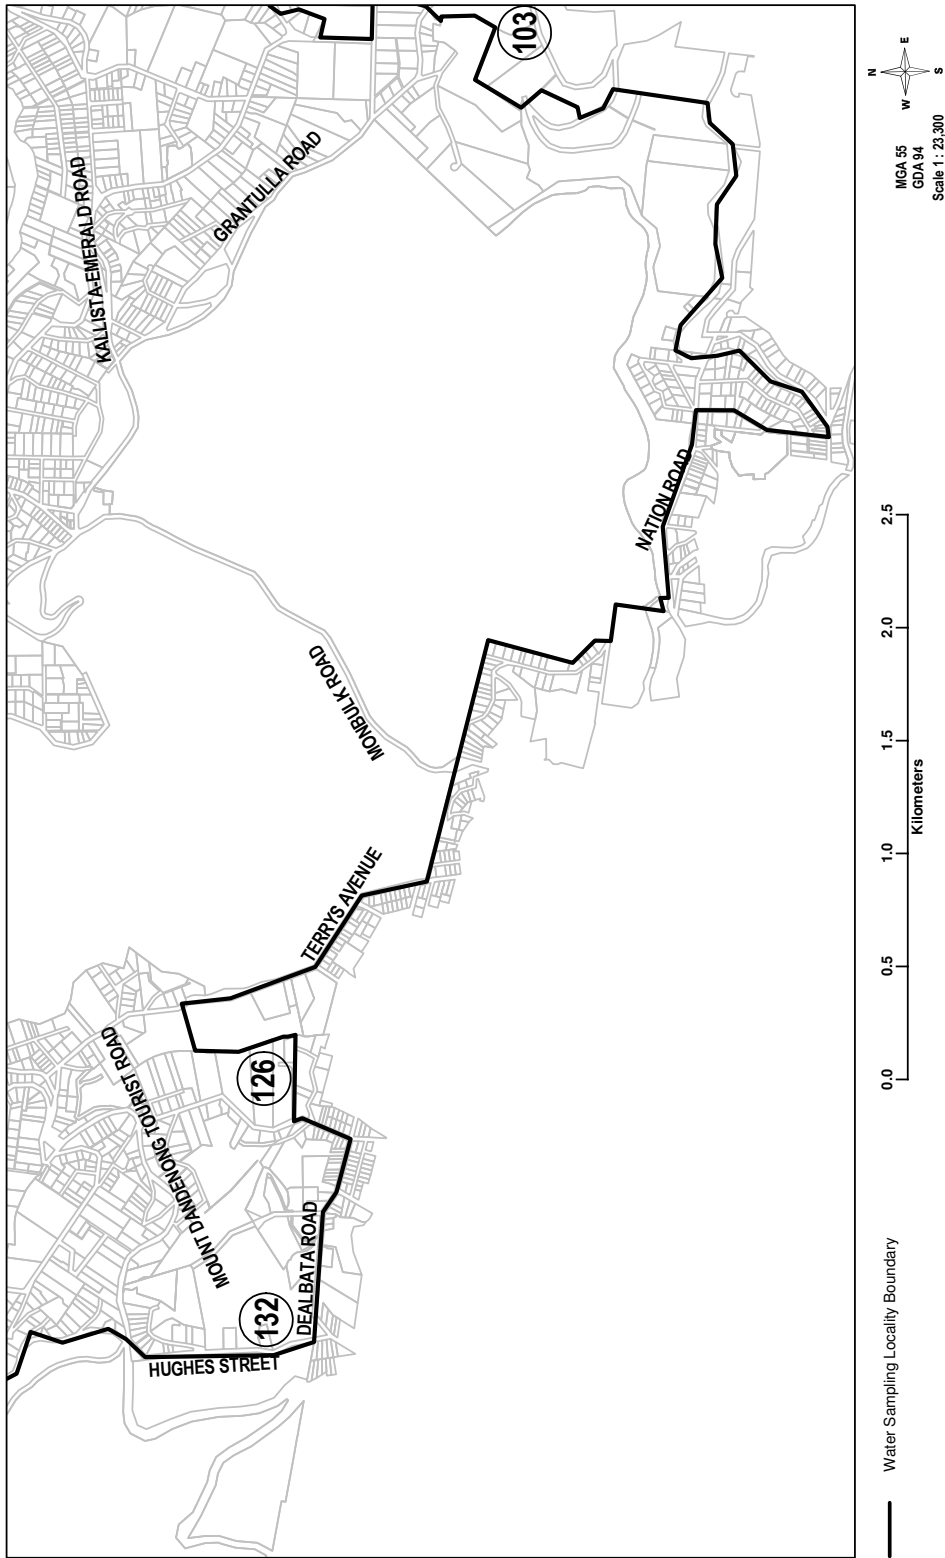 103
KALLISTA-EMERALD ROAD
GRANTULLA ROAD
MONBULK ROAD
NATION ROAD
TERRYS AVENUE
MOUNT DANDENONG TOURIST ROAD
126
132
DEALBATA ROAD
HUGHES STREET
N
E
W
S
MGA 55
GDA 94
Scale 1 : 23,300
0.0
0.5
1.0
1.5
2.0
2.5
Kilometers
Water Sampling Locality Boundary